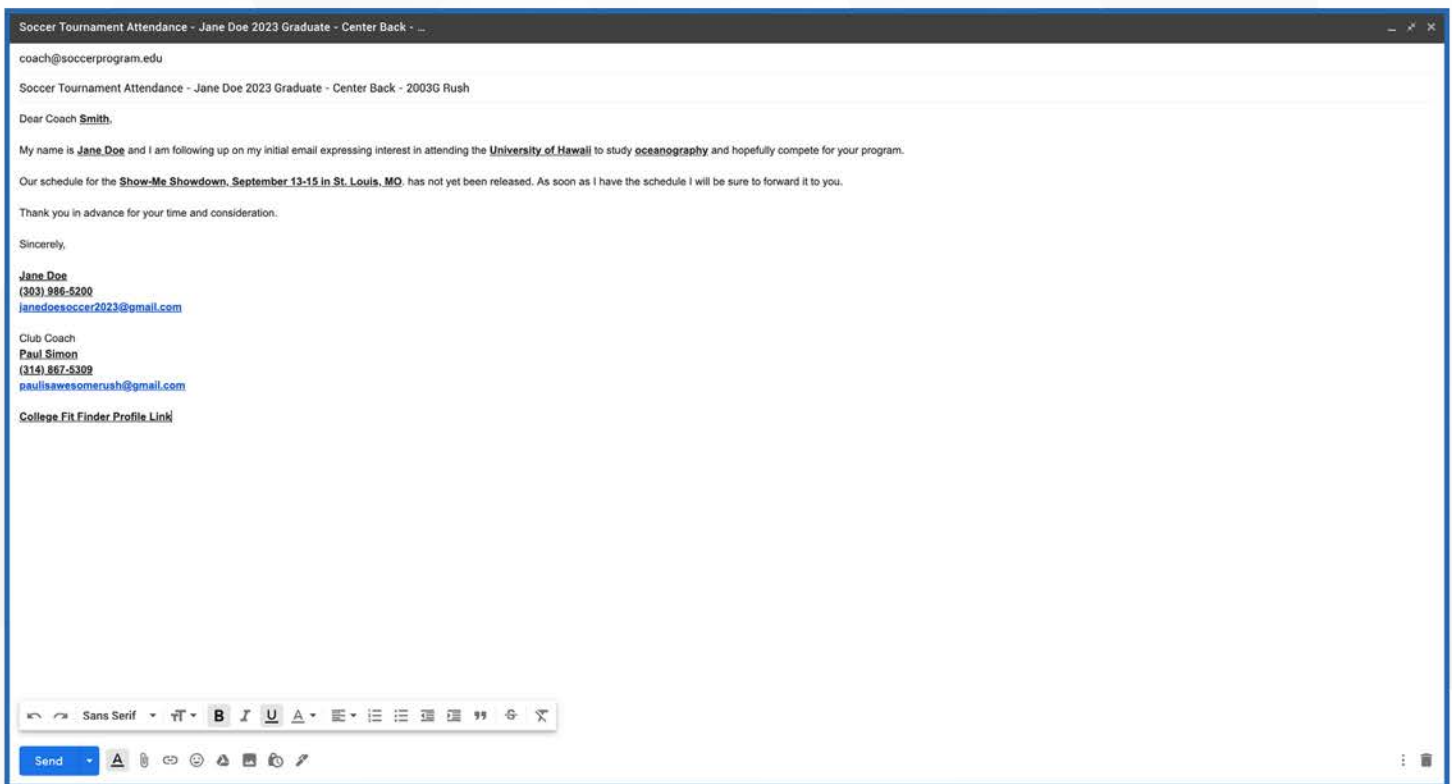 Soccer Tournament Attendance - Jane Doe 2023 Graduate - Center Back - ...
coach@soccerprogram.edu
Soccer Tournament Attendance - Jane Doe 2023 Graduate - Center Back - 2003G Rush
Dear Coach Smith,
My name is Jane Doe and I am following up on my initial email expressing interest in attending the University of Hawaii to study oceanography and hopefully compete for your program.
Our schedule for the Show-Me Showdown, September 13-15 in St. Louis, MO. has not yet been released. As soon as I have the schedule I will be sure to forward it to you.
Thank you in advance for your time and consideration.
Sincerely,
Jane Doe
(303) 986-5200
janedoesoccer2023@gmail.com
Club Coach
Paul Simon
(314) 867-5309
paulisawesomerush@gmail.com
College Fit Finder Profile Link
Sans Serif
Send